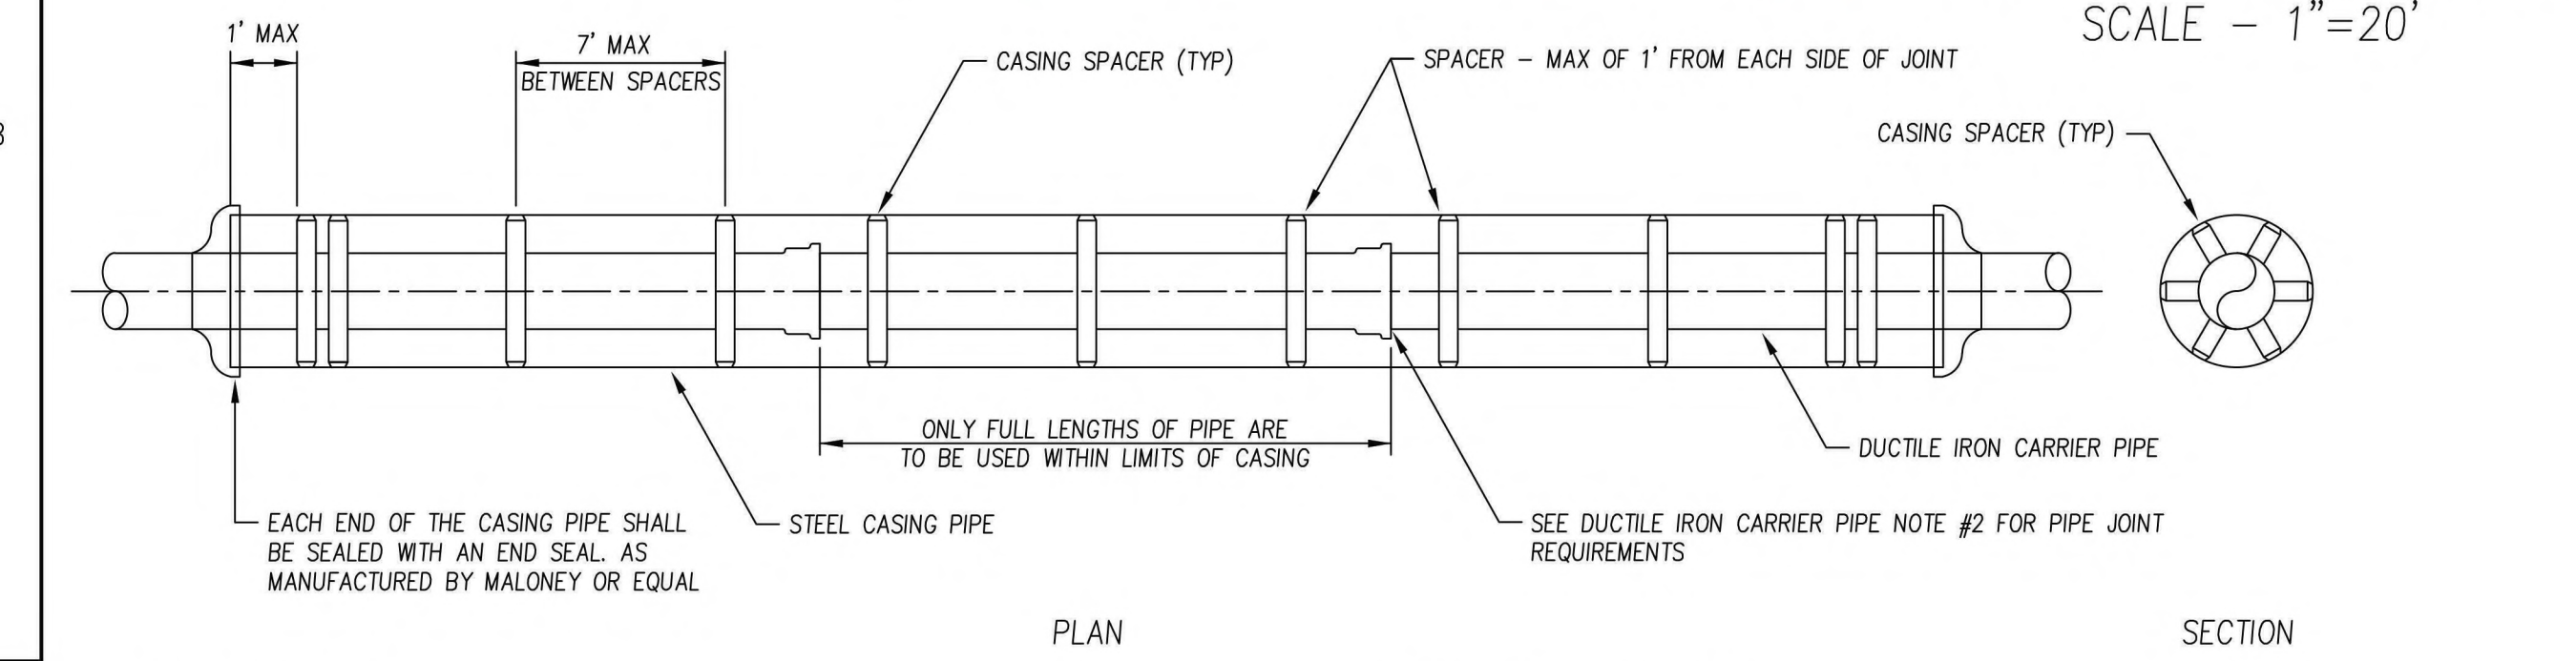 SCALE – 1"=20'
1' MAX
7' MAX
BETWEEN SPACERS
CASING SPACER (TYP)
SPACER – MAX OF 1' FROM EACH SIDE OF JOINT
CASING SPACER (TYP)
ONLY FULL LENGTHS OF PIPE ARE
TO BE USED WITHIN LIMITS OF CASING
DUCTILE IRON CARRIER PIPE
EACH END OF THE CASING PIPE SHALL
BE SEALED WITH AN END SEAL. AS
MANUFACTURED BY MALONEY OR EQUAL
STEEL CASING PIPE
SEE DUCTILE IRON CARRIER PIPE NOTE #2 FOR PIPE JOINT
REQUIREMENTS
PLAN
SECTION